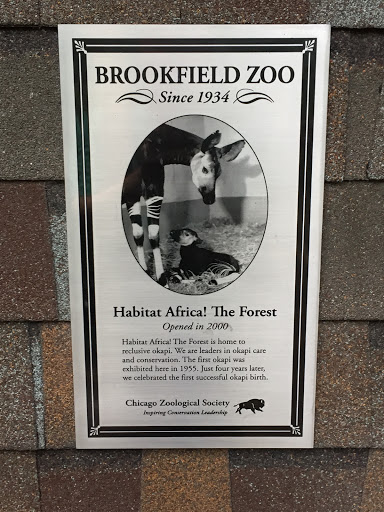 BROOKFIELD ZOO
Since 1934
Habitat Africa! The Forest
Opened in 2000
Habitat Africa! The Forest is home to
reclusive okapi. We are leaders in okapi care
and conservation. The first okapi was
exhibited here in 1955. Just four years later,
we celebrated the first successful okapi birth.
Chicago Zoological Society
Inspiring Conservation Leadership